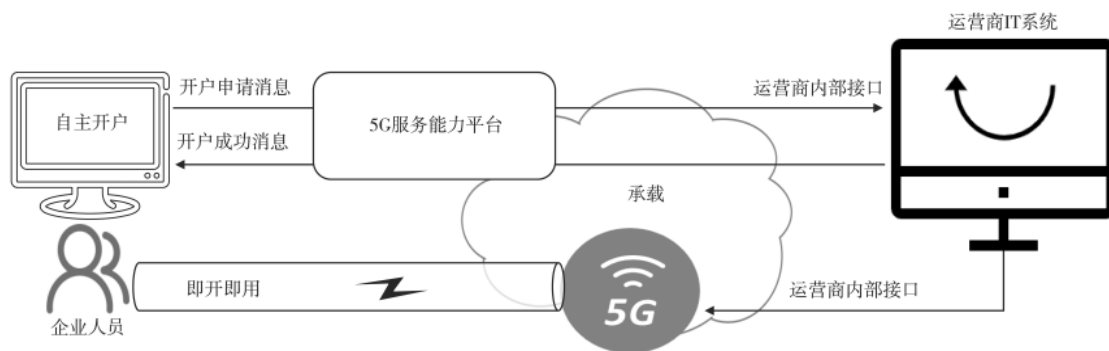 运营商IT系统
开户申请消息
运营商内部接口
自主开户
5G服务能力平台
开户成功消息
承载
即开即用
5G
运营商内部接口
企业人员